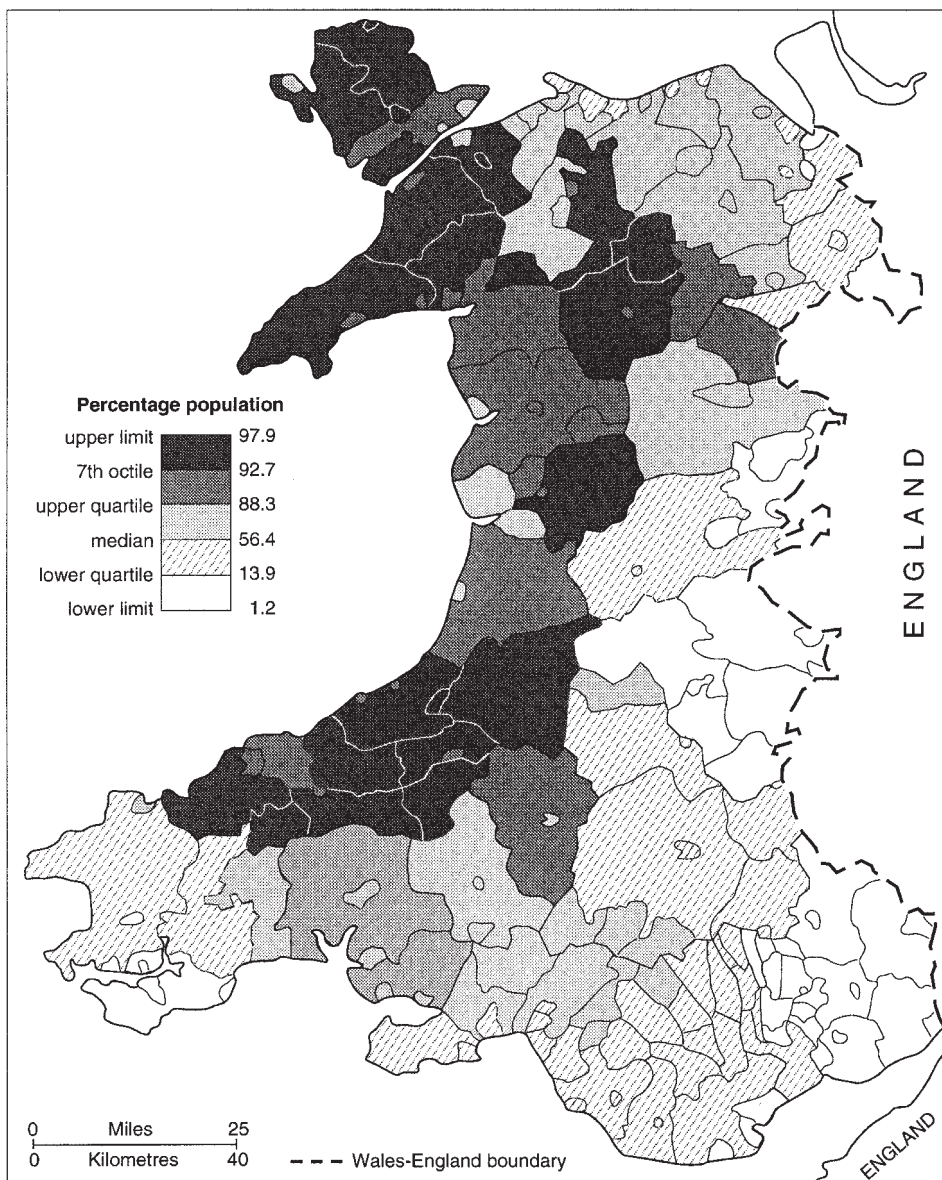 Percentage population
upper limit 97.9
7th octile 92.7
upper quartile 88.3
median 56.4
lower quartile 13.9
lower limit 1.2
ENGLAND
0 Miles 25
0 Kilometres 40
Wales-England boundary
ENGLAND